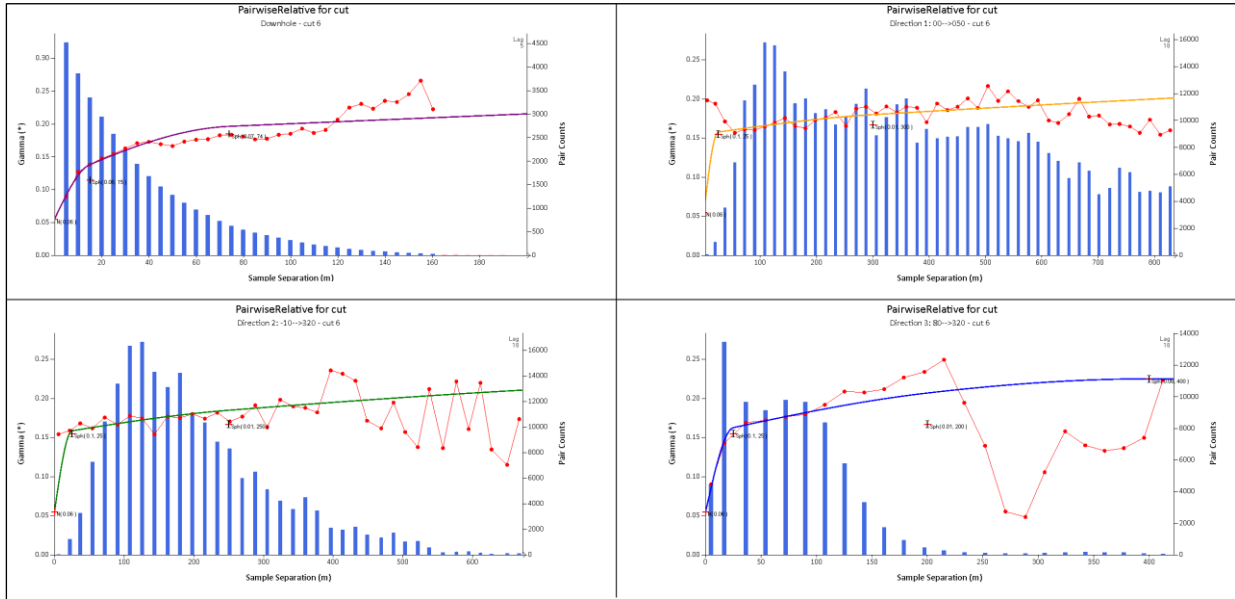 PairwiseRelative for cut
Downhole - cut 6
Lag
5
Gamma (*)
0.30
0.25
0.20
0.15
0.10
0.05
0.00
N(0.06)
20 40 60 80 100 120 140 160 180
Sample Separation (m)
4500
4000
3500
3000
2500
2000
1500
1000
500
0
Pair Counts
PairwiseRelative for cut
Direction 1: 00-->050 - cut 6
Lag
18
Gamma (*)
0.25
0.20
0.15
0.10
0.05
0.00
Sph(0.1, 25)
Sph(0.01, 300)
N(0.06)
100 200 300 400 500 600 700 800
Sample Separation (m)
16000
14000
12000
10000
8000
6000
4000
2000
0
Pair Counts
PairwiseRelative for cut
Direction 2: -10-->320 - cut 6
Lag
18
Gamma (*)
0.25
0.20
0.15
0.10
0.05
0.00
Sph(0.1, 25)
Sph(0.01, 250)
N(0.06)
0 100 200 300 400 500 600
Sample Separation (m)
16000
14000
12000
10000
8000
6000
4000
2000
0
Pair Counts
PairwiseRelative for cut
Direction 3: 80-->320 - cut 6
Lag
18
Gamma (*)
0.25
0.20
0.15
0.10
0.05
0.00
Sph(0.1, 25)
Sph(0.01, 200)
N(0.06)
0 50 100 150 200 250 300 350 400
Sample Separation (m)
14000
12000
10000
8000
6000
4000
2000
0
Pair Counts